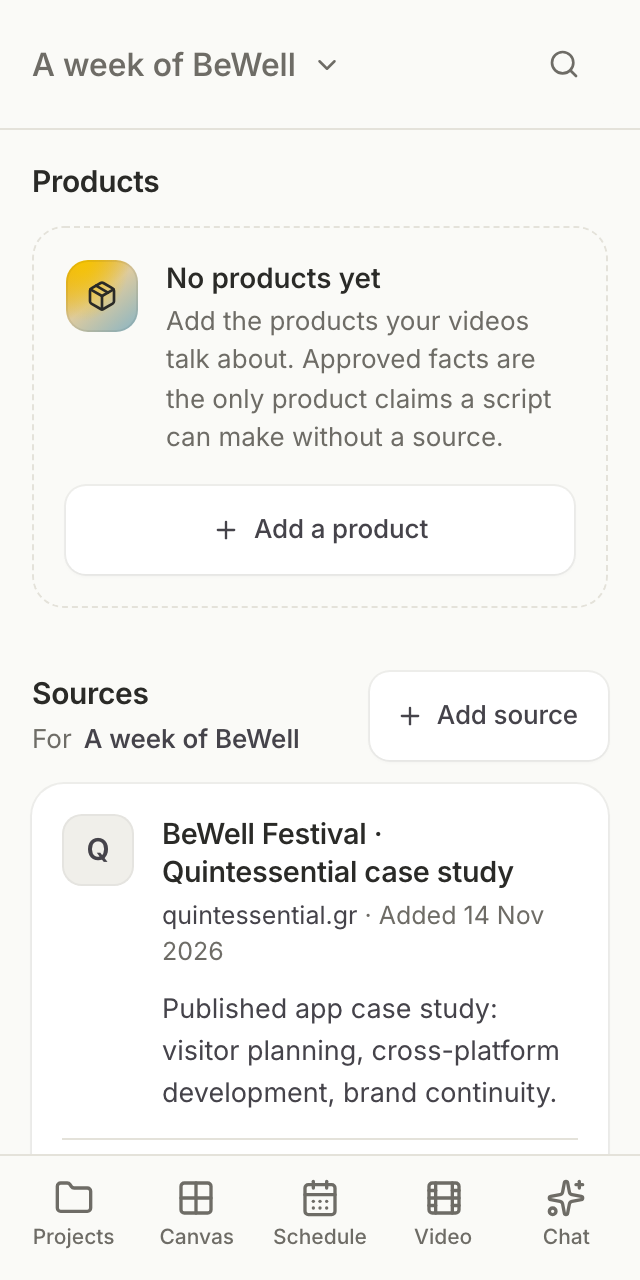 A week of BeWell
Products
No products yet
Add the products your videos
talk about. Approved facts are
the only product claims a script
can make without a source.
+ Add a product
Sources
For A week of BeWell
+ Add source
Q
BeWell Festival ·
Quintessential case study
quintessential.gr · Added 14 Nov
2026
Published app case study:
visitor planning, cross-platform
development, brand continuity.
Projects
Canvas
Schedule
Video
Chat